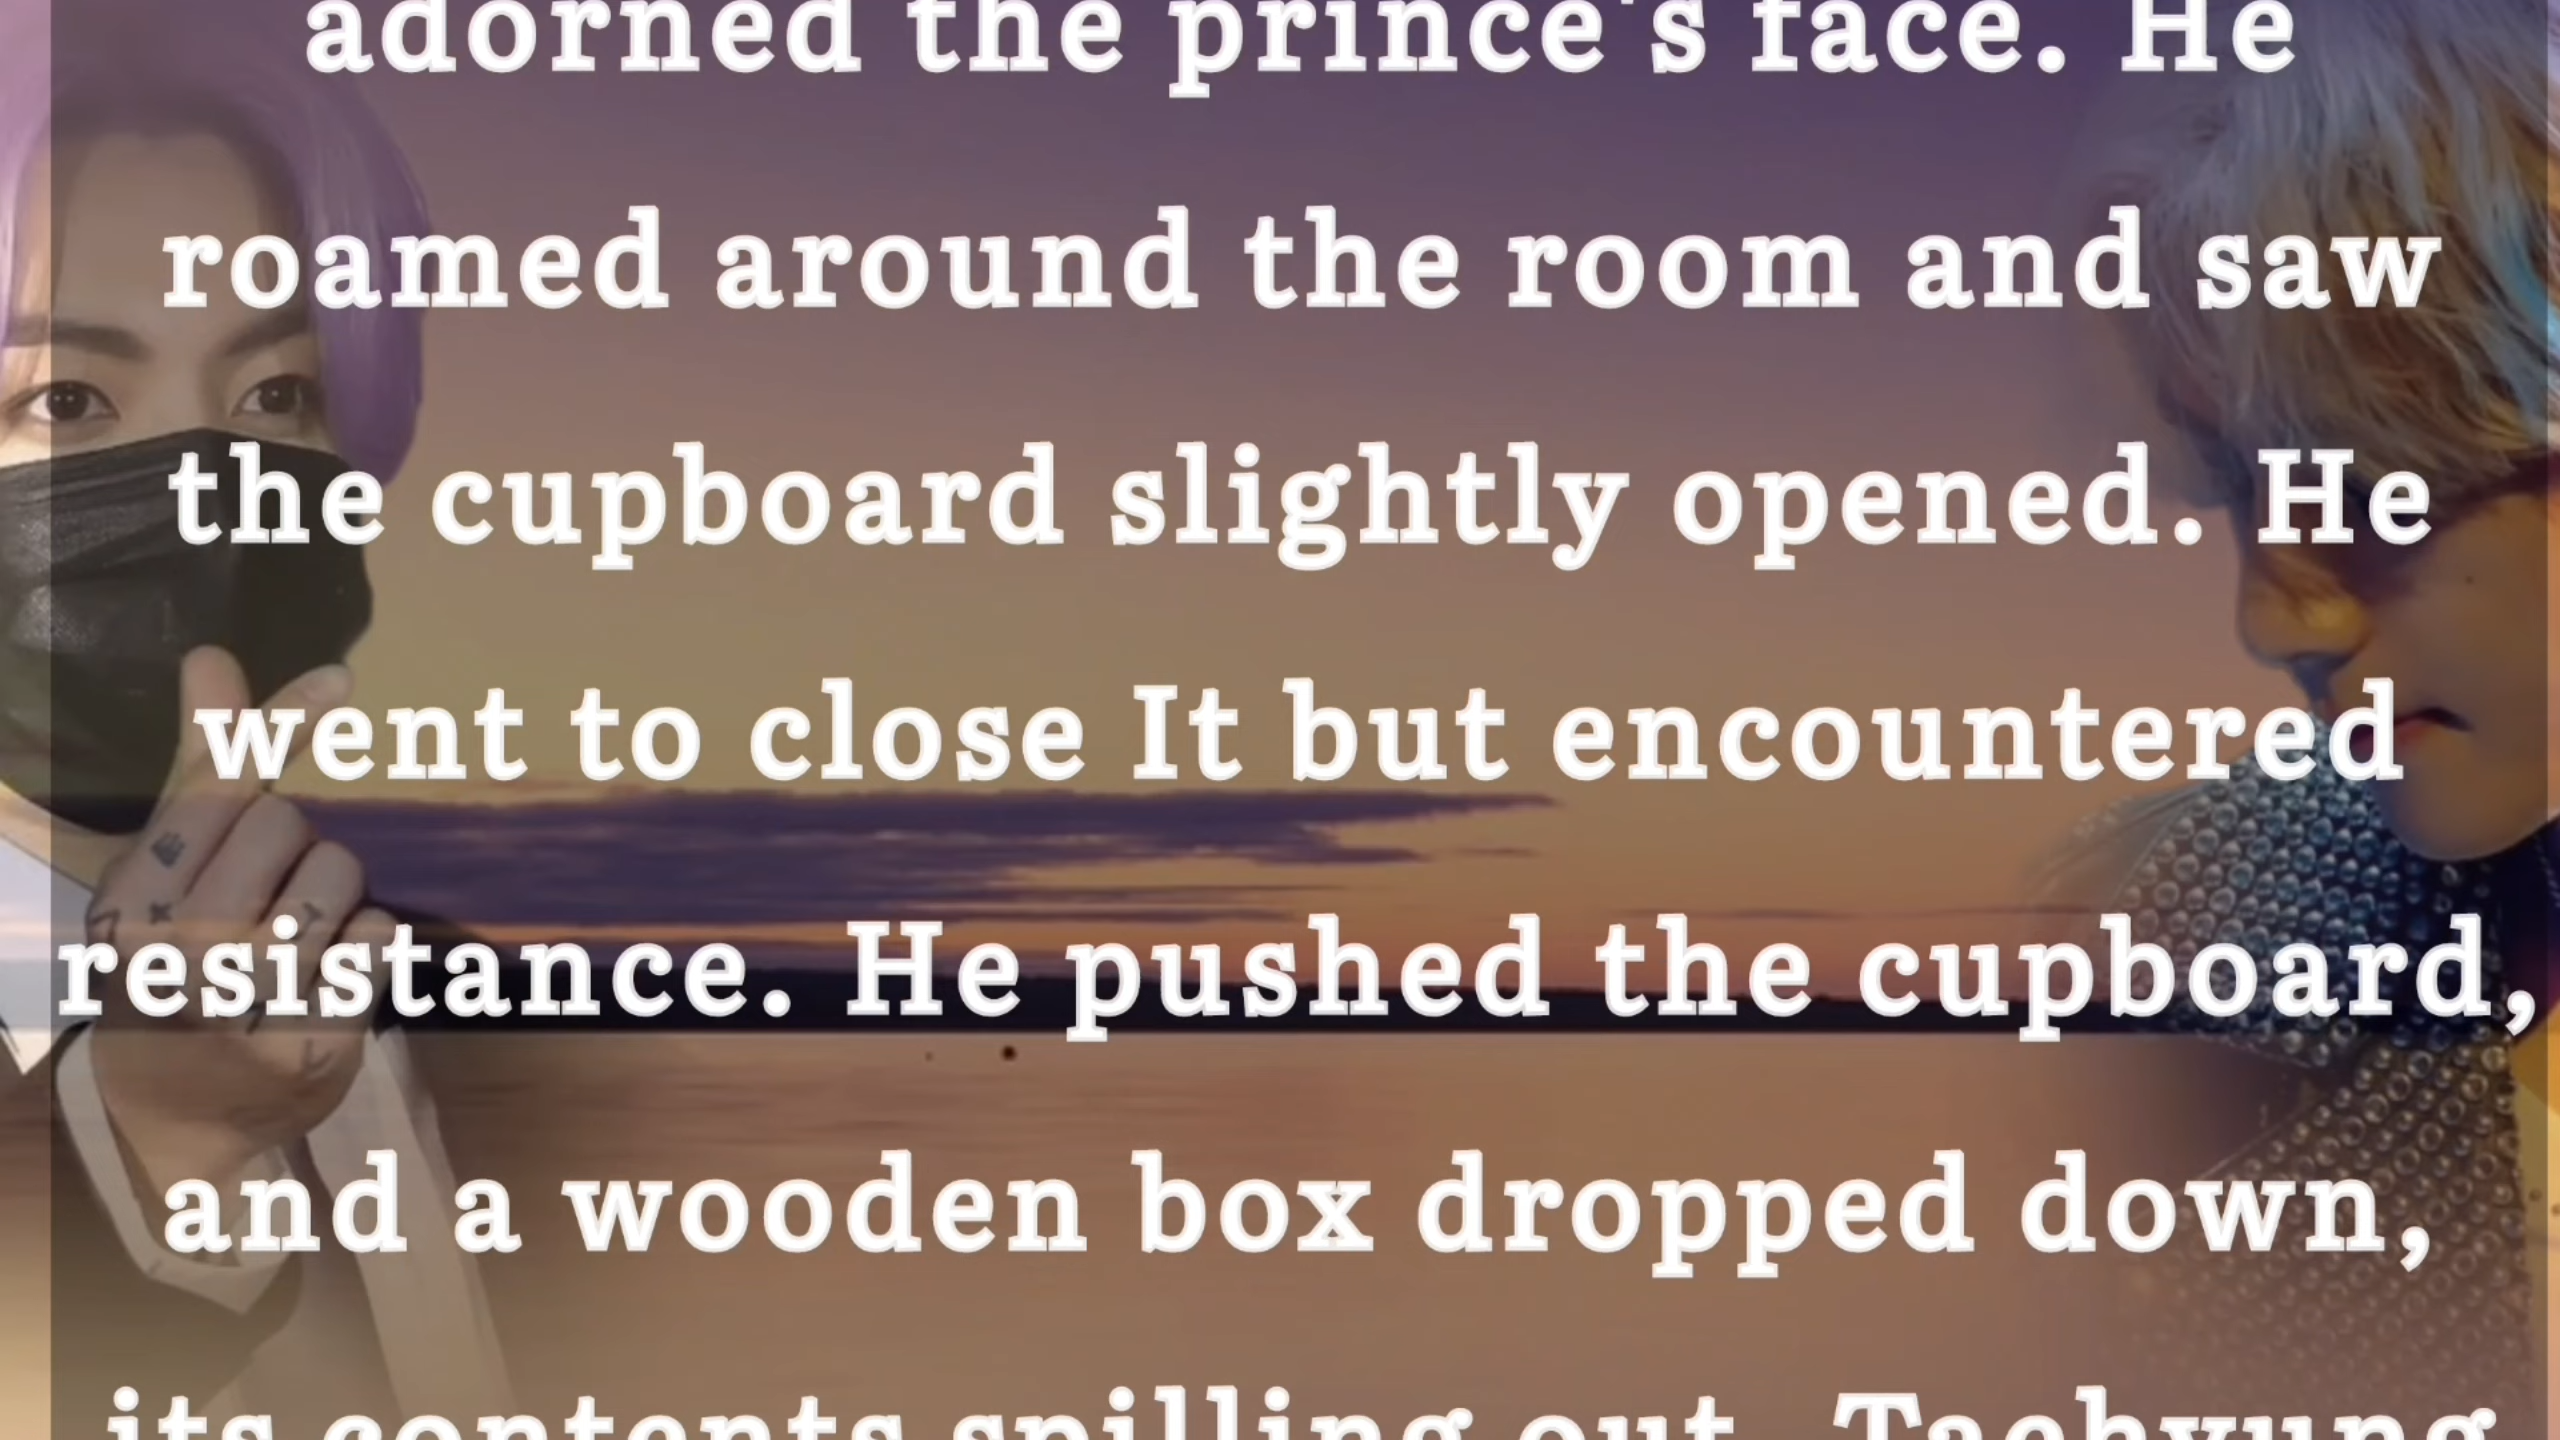 adorned the prince's face. He
roamed around the room and saw
the cupboard slightly opened. He
went to close It but encountered
resistance. He pushed the cupboard,
and a wooden box dropped down,
its contents spilling out. Taehyung